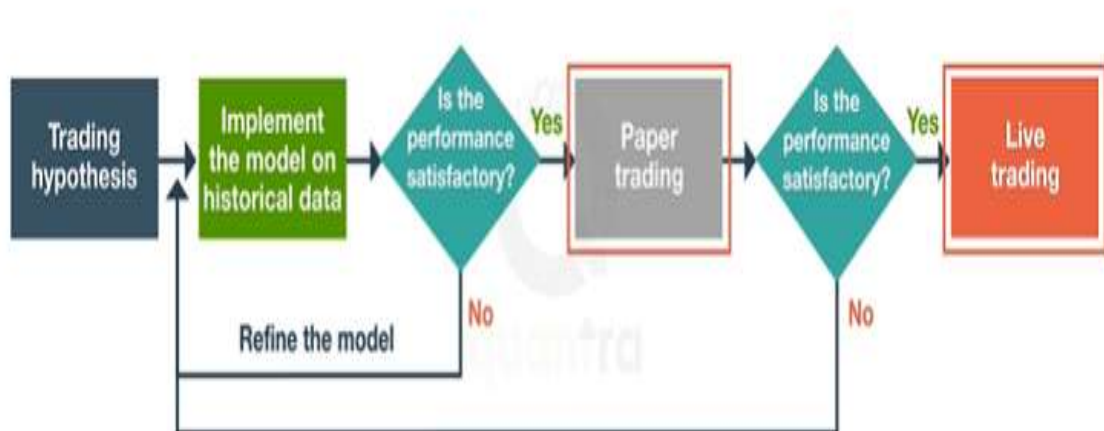 Trading
hypothesis
Implement
the model on
historical data
Is the
performance
satisfactory?
Yes
Paper
trading
Is the
performance
satisfactory?
Yes
Live
trading
No
No
Refine the model
quantra